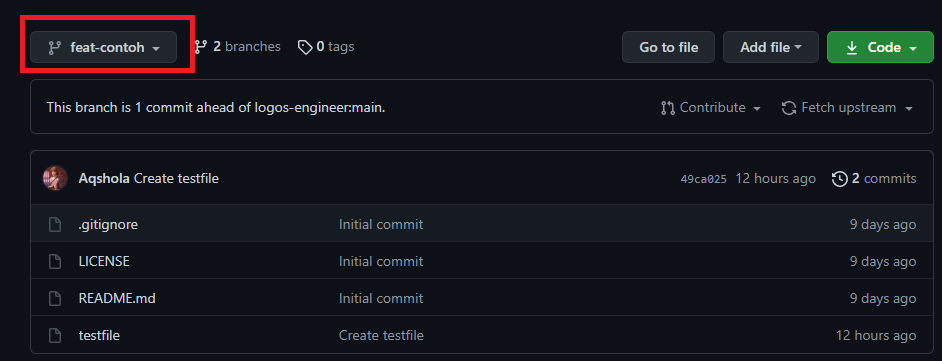 feat-contoh 2 branches 0 tags Go to file Add file Code
This branch is 1 commit ahead of logos-engineer:main. Contribute Fetch upstream
Aqshola Create testfile 49ca025 12 hours ago 2 commits
.gitignore Initial commit 9 days ago
LICENSE Initial commit 9 days ago
README.md Initial commit 9 days ago
testfile Create testfile 12 hours ago